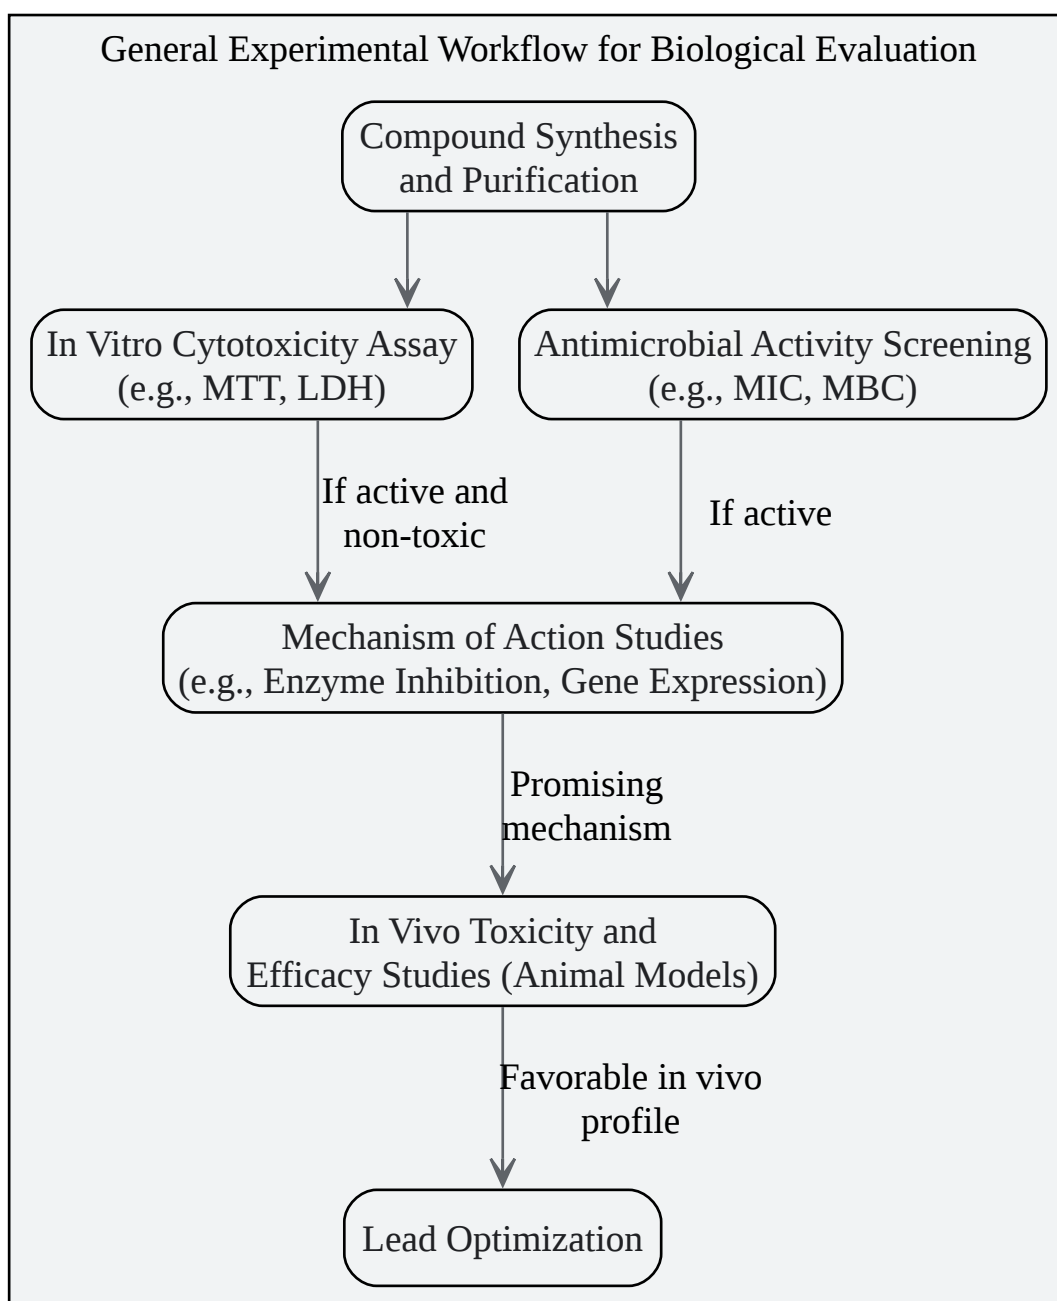 General Experimental Workflow for Biological Evaluation
Compound Synthesis
and Purification
In Vitro Cytotoxicity Assay
(e.g., MTT, LDH)
Antimicrobial Activity Screening
(e.g., MIC, MBC)
If active and
non-toxic
If active
Mechanism of Action Studies
(e.g., Enzyme Inhibition, Gene Expression)
Promising
mechanism
In Vivo Toxicity and
Efficacy Studies (Animal Models)
Favorable in vivo
profile
Lead Optimization